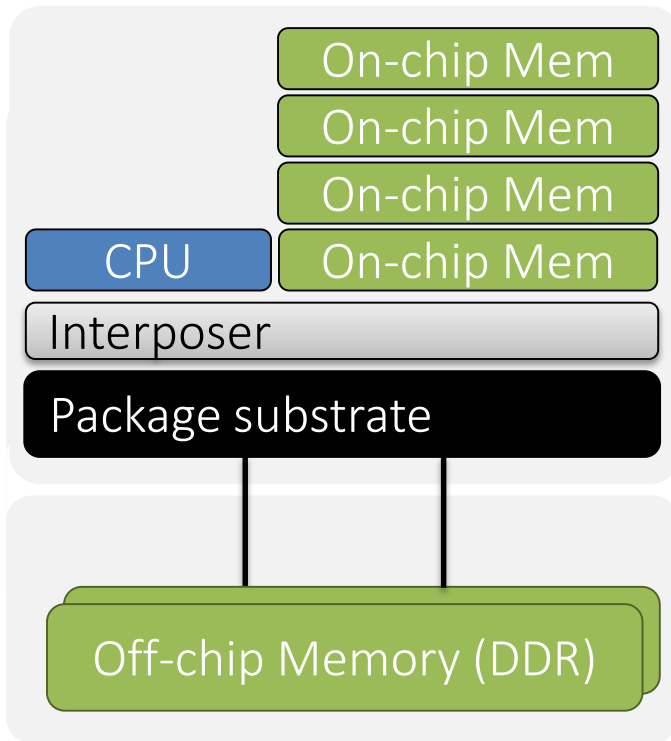 On-chip Mem
On-chip Mem
On-chip Mem
CPU On-chip Mem
Interposer
Package substrate
Off-chip Memory (DDR)